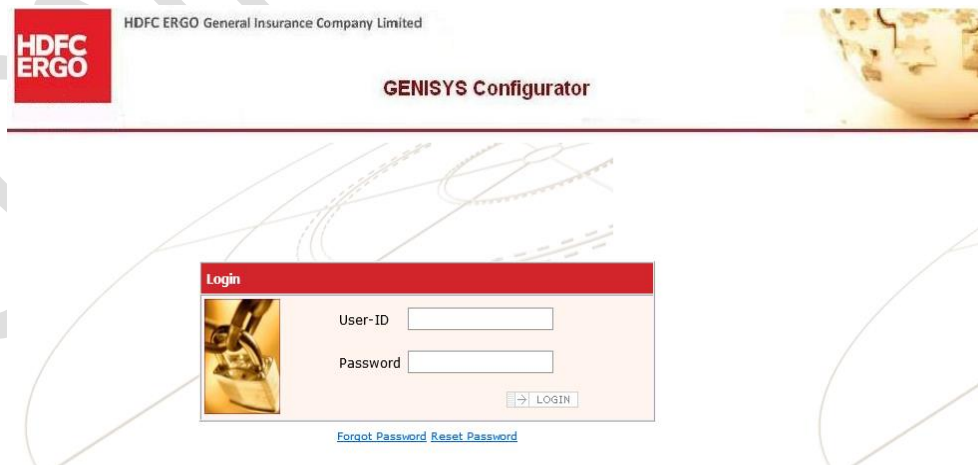 HDFC ERGO General Insurance Company Limited
HDFC
ERGO
GENISYS Configurator
Login
User-ID
Password
LOGIN
Forgot Password Reset Password